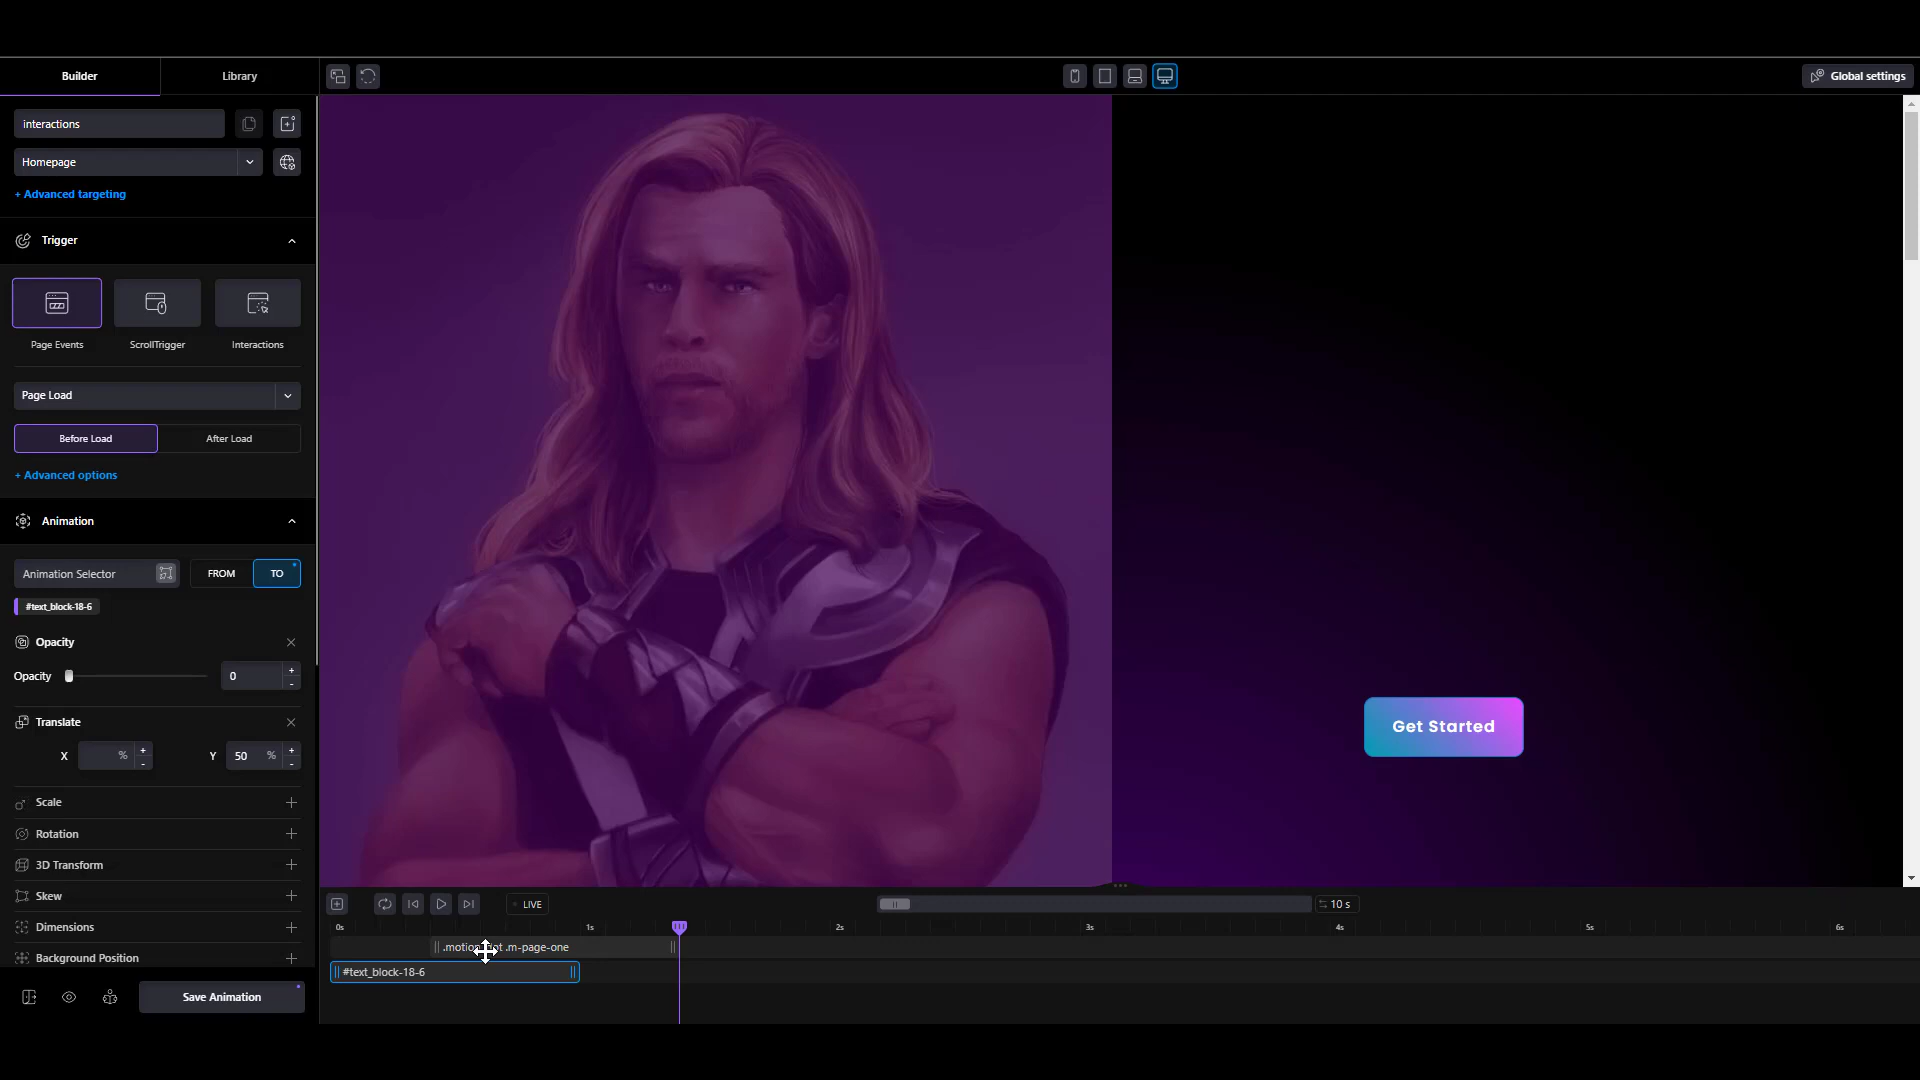 Builder
Library
Global settings
interactions
Homepage
+ Advanced targeting
Trigger
Page Events
ScrollTrigger
Interactions
Page Load
Before Load
After Load
+ Advanced options
Animation
Animation Selector
FROM
TO
#text_block-18-6
Opacity
Opacity
0
Translate
X
%
+
-
Y
50
%
+
-
Scale
Rotation
3D Transform
Skew
Dimensions
Background Position
Save Animation
Get Started
LIVE
10 s
0s
1s
2s
3s
4s
5s
6s
.m-page-one
#text_block-18-6